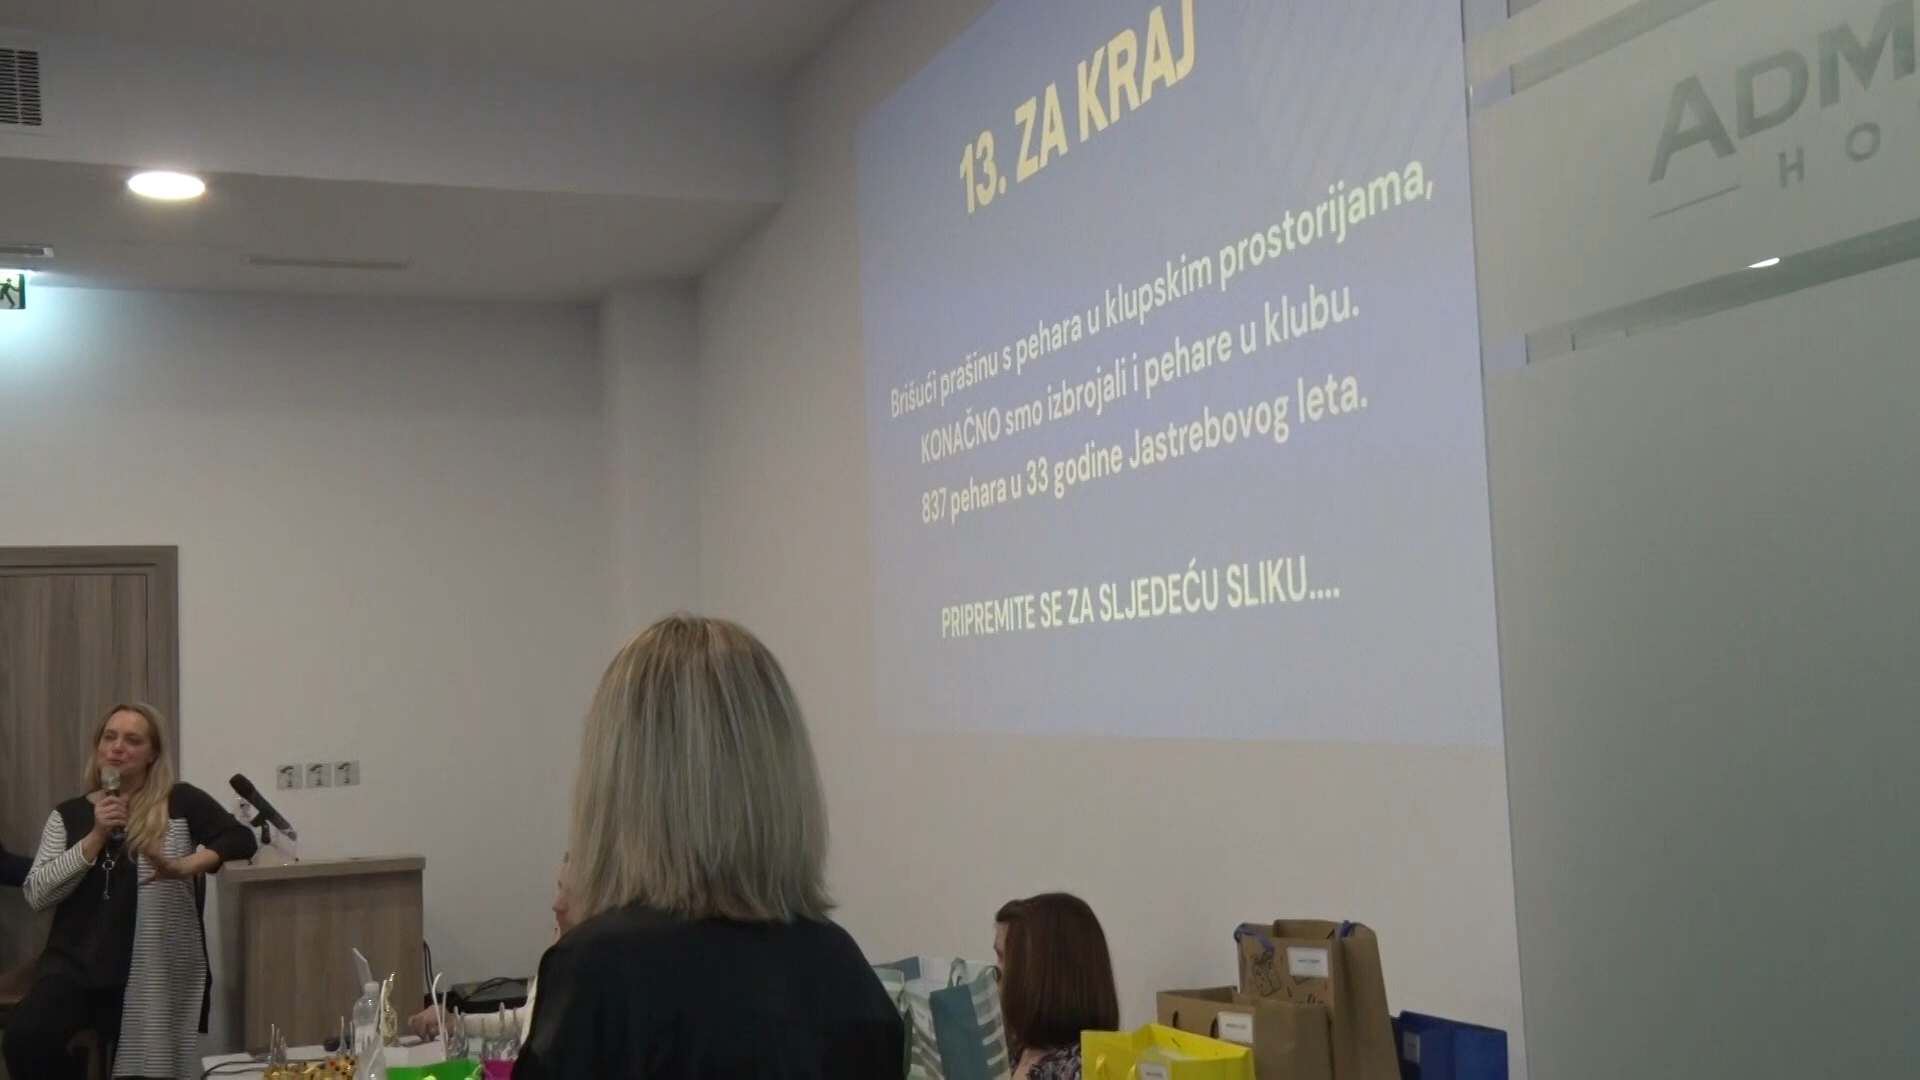 13. ZA KRAJ
Brišući prašinu s pehara u klupskim prostorijama,
KONAČNO smo izbrojali i pehare u klubu.
837 pehara u 33 godine Jastrebovog leta.
PRIPREMITE SE ZA SLJEDEĆU SLIKU....
ADM
HO